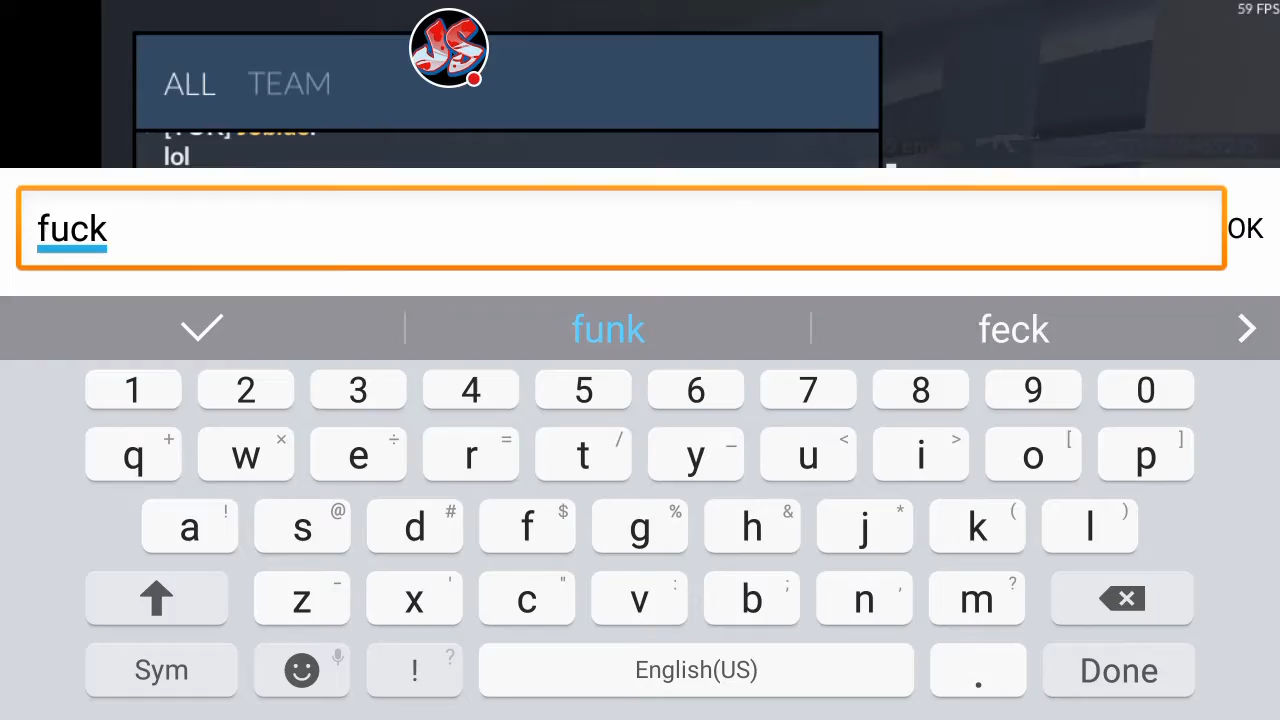 59 FPS
JS
ALL TEAM
lol
fuck
OK
funk feck
1 2 3 4 5 6 7 8 9 0
q + w × e ÷ r = t / y _ u < i > o [ p ]
a ! s @ d # f $ g % h & j * k ( l )
z - x ' c " v : b ; n , m ?
Sym ! ? English(US) . Done